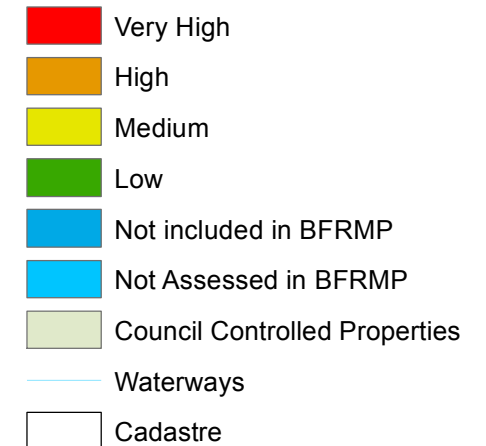 Very High
High
Medium
Low
Not included in BFRMP
Not Assessed in BFRMP
Council Controlled Properties
Waterways
Cadastre